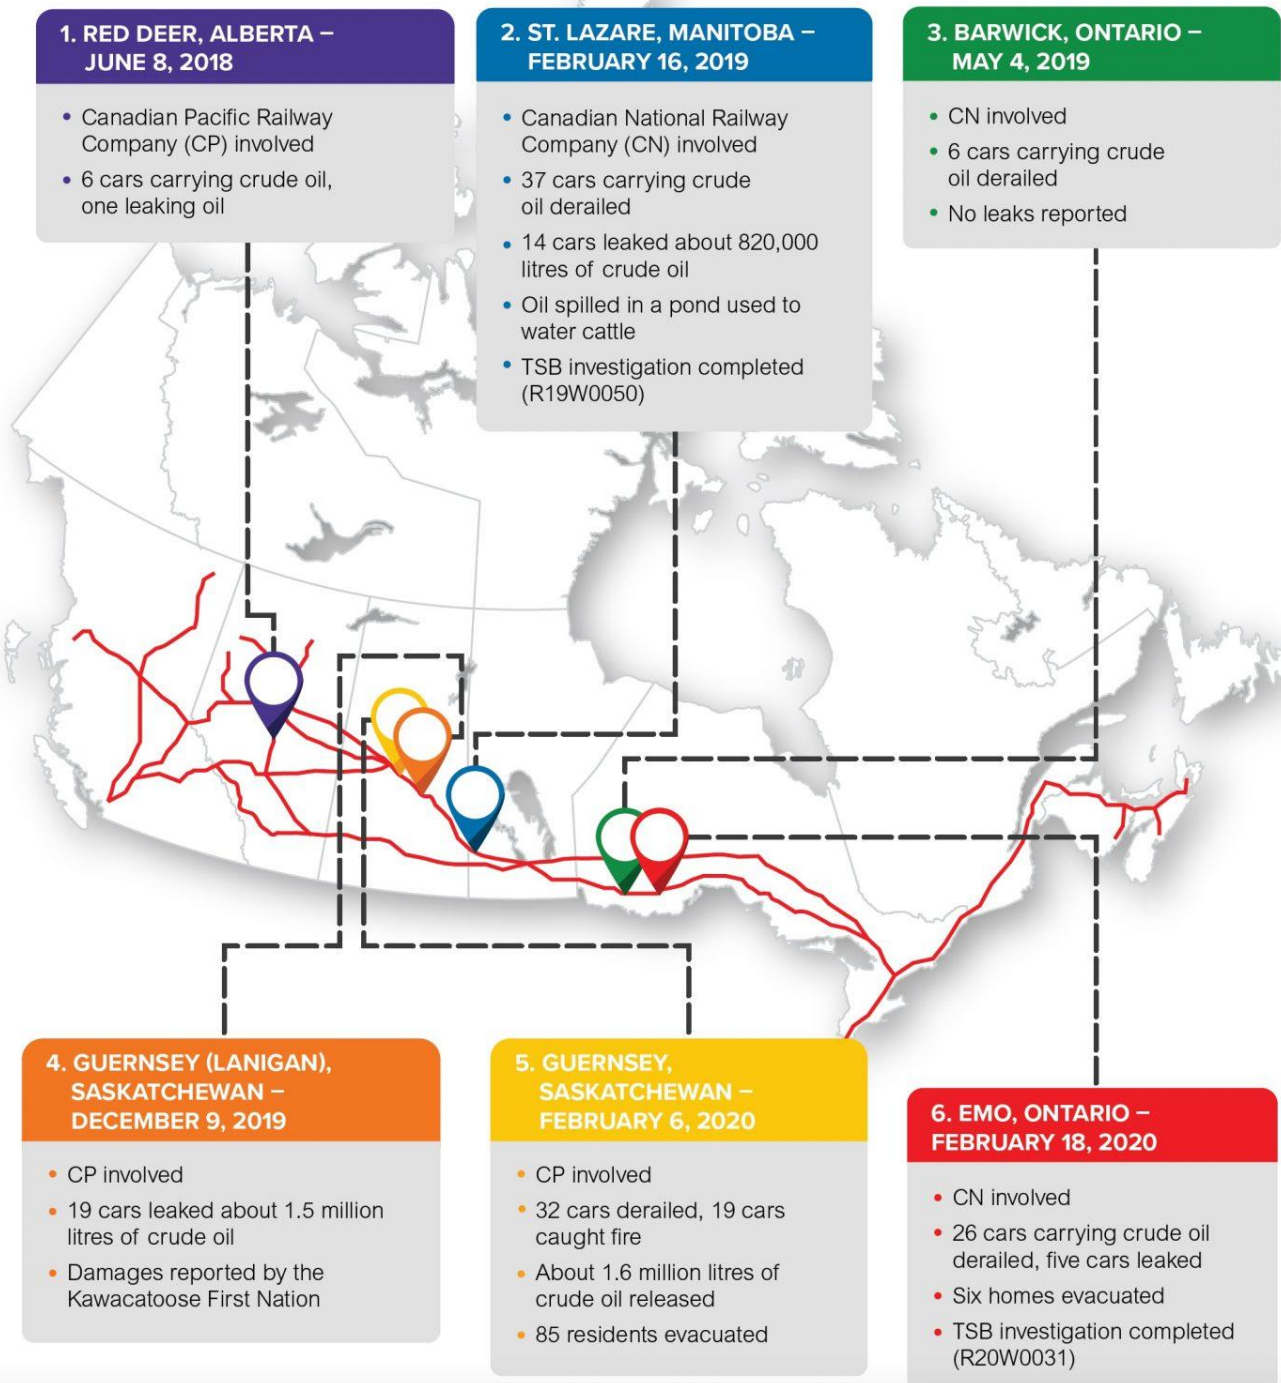 1. RED DEER, ALBERTA –
JUNE 8, 2018
• Canadian Pacific Railway
Company (CP) involved
• 6 cars carrying crude oil,
one leaking oil
2. ST. LAZARE, MANITOBA –
FEBRUARY 16, 2019
• Canadian National Railway
Company (CN) involved
• 37 cars carrying crude
oil derailed
• 14 cars leaked about 820,000
litres of crude oil
• Oil spilled in a pond used to
water cattle
• TSB investigation completed
(R19W0050)
3. BARWICK, ONTARIO –
MAY 4, 2019
• CN involved
• 6 cars carrying crude
oil derailed
• No leaks reported
4. GUERNSEY (LANIGAN),
SASKATCHEWAN –
DECEMBER 9, 2019
• CP involved
• 19 cars leaked about 1.5 million
litres of crude oil
• Damages reported by the
Kawacatoose First Nation
5. GUERNSEY,
SASKATCHEWAN –
FEBRUARY 6, 2020
• CP involved
• 32 cars derailed, 19 cars
caught fire
• About 1.6 million litres of
crude oil released
• 85 residents evacuated
6. EMO, ONTARIO –
FEBRUARY 18, 2020
• CN involved
• 26 cars carrying crude oil
derailed, five cars leaked
• Six homes evacuated
• TSB investigation completed
(R20W0031)